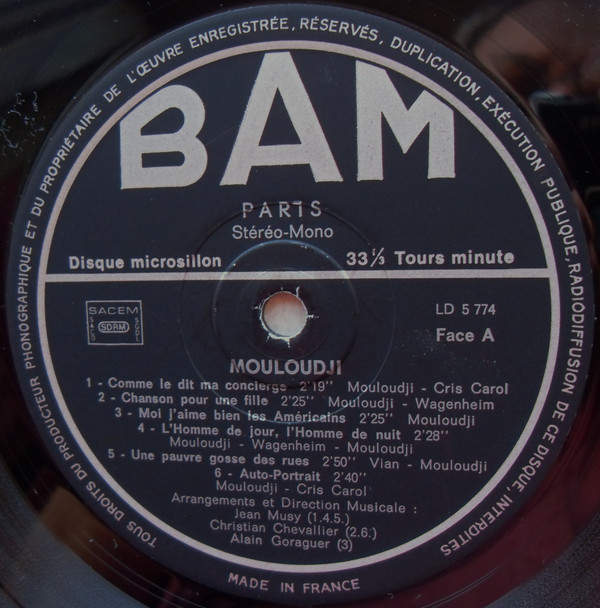 TOUS DROITS DU PRODUCTEUR PHONOGRAPHIQUE ET DU PROPRIÉTAIRE DE L'ŒUVRE ENREGISTRÉE, RÉSERVÉS, DUPLICATION, EXÉCUTION PUBLIQUE, RADIODIFFUSION DE CE DISQUE, INTERDITES
BAM
PARIS
Stéréo-Mono
Disque microsillon 33 1/3 Tours minute
SACEM
SDRM
SACD
SGDL
LD 5 774
Face A
MOULOUDJI
1 - Comme le dit ma concierge 2'19'' Mouloudji - Cris Carol
2 - Chanson pour une fille 2'25'' Mouloudji - Wagenheim
3 - Moi j'aime bien les Américains 2'25'' Mouloudji
4 - L'Homme de jour, l'Homme de nuit 2'28''
Mouloudji - Wagenheim - Mouloudji
5 - Une pauvre gosse des rues 2'50'' Vian - Mouloudji
6 - Auto-Portrait 2'40''
Mouloudji - Cris Carol
Arrangements et Direction Musicale :
Jean Musy (1.4.5.)
Christian Chevallier (2.6.)
Alain Goraguer (3)
MADE IN FRANCE